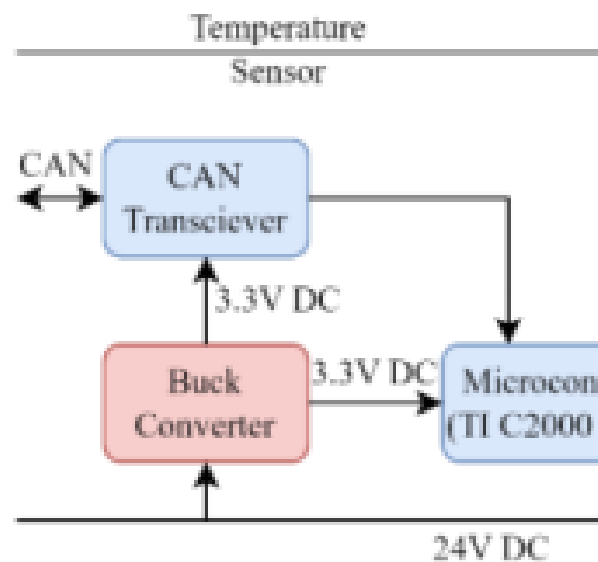 Temperature
Sensor
CAN
CAN
Transciever
3.3V DC
3.3V DC
Buck
Converter
Microcon
(TI C2000
24V DC